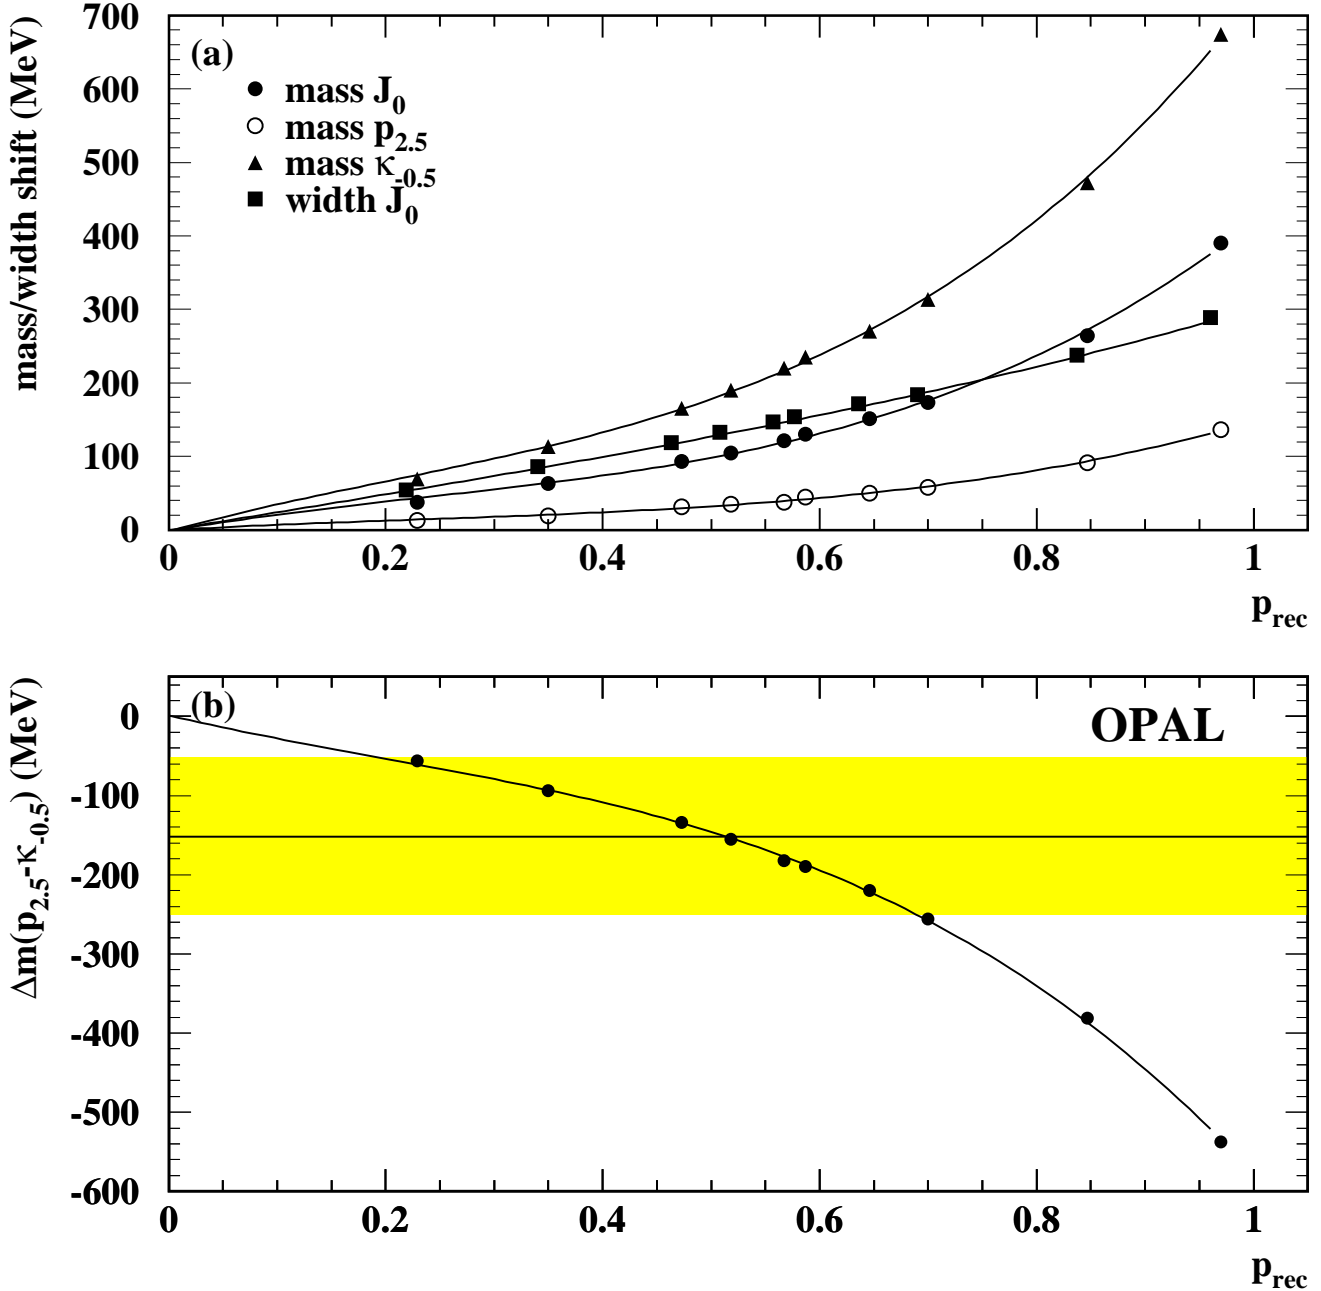 mass/width shift (MeV)
700
600
500
400
300
200
100
0
(a)
mass J0
mass p2.5
mass κ-0.5
width J0
0 0.2 0.4 0.6 0.8 1
prec
Δm(p2.5-κ-0.5) (MeV)
0
-100
-200
-300
-400
-500
-600
(b)
OPAL
0 0.2 0.4 0.6 0.8 1
prec